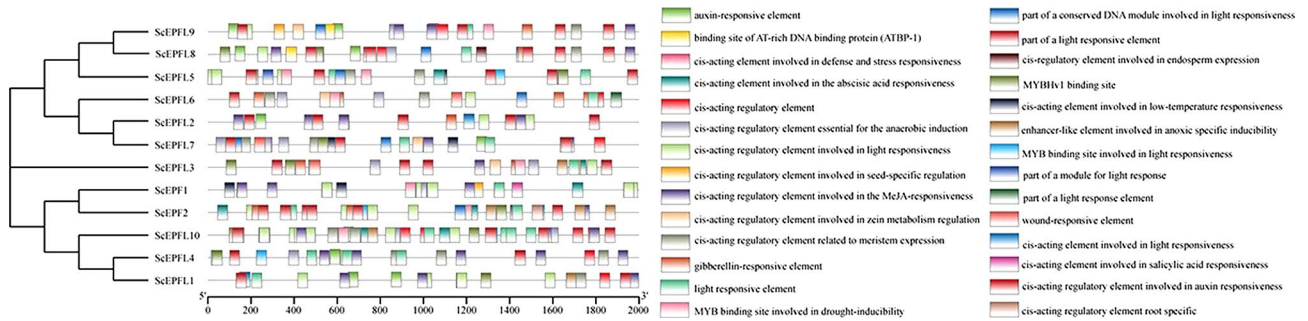 ScEPFL9
ScEPFL8
ScEPFL5
ScEPFL6
ScEPFL2
ScEPFL7
ScEPFL3
ScEPF1
ScEPF2
ScEPFL10
ScEPFL4
ScEPFL1
5' 3'
0 200 400 600 800 1000 1200 1400 1600 1800 2000
auxin-responsive element
binding site of AT-rich DNA binding protein (ATBP-1)
cis-acting element involved in defense and stress responsiveness
cis-acting element involved in the abscisic acid responsiveness
cis-acting regulatory element
cis-acting regulatory element essential for the anaerobic induction
cis-acting regulatory element involved in light responsiveness
cis-acting regulatory element involved in seed-specific regulation
cis-acting regulatory element involved in the MeJA-responsiveness
cis-acting regulatory element involved in zein metabolism regulation
cis-acting regulatory element related to meristem expression
gibberellin-responsive element
light responsive element
MYB binding site involved in drought-inducibility
part of a conserved DNA module involved in light responsiveness
part of a light responsive element
cis-regulatory element involved in endosperm expression
MYBHv1 binding site
cis-acting element involved in low-temperature responsiveness
enhancer-like element involved in anoxic specific inducibility
MYB binding site involved in light responsiveness
part of a module for light response
part of a light response element
wound-responsive element
cis-acting element involved in light responsiveness
cis-acting element involved in salicylic acid responsiveness
cis-acting regulatory element involved in auxin responsiveness
cis-acting regulatory element root specific